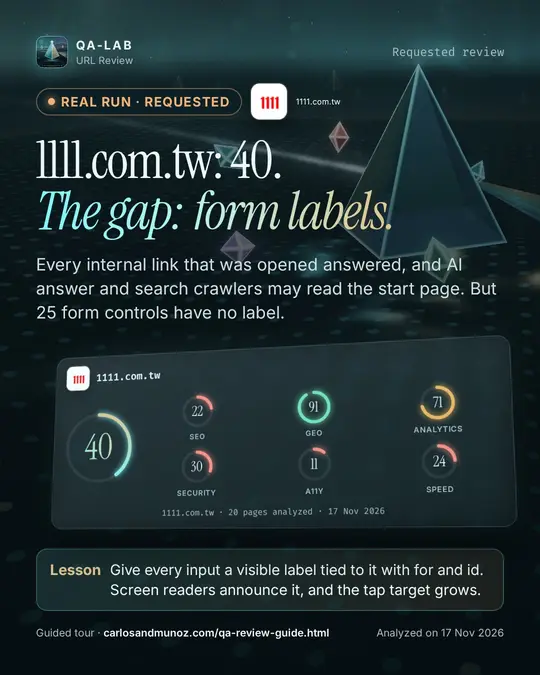 QA-LAB
URL Review
Requested review
REAL RUN · REQUESTED
1111
1111.com.tw
1111.com.tw: 40.
The gap: form labels.
Every internal link that was opened answered, and AI
answer and search crawlers may read the start page. But
25 form controls have no label.
1111
1111.com.tw
40
22
SEO
91
GEO
71
ANALYTICS
30
SECURITY
11
A11Y
24
SPEED
1111.com.tw · 20 pages analyzed · 17 Nov 2026
Lesson Give every input a visible label tied to it with for and id.
Screen readers announce it, and the tap target grows.
Guided tour · carlosandmunoz.com/qa-review-guide.html
Analyzed on 17 Nov 2026